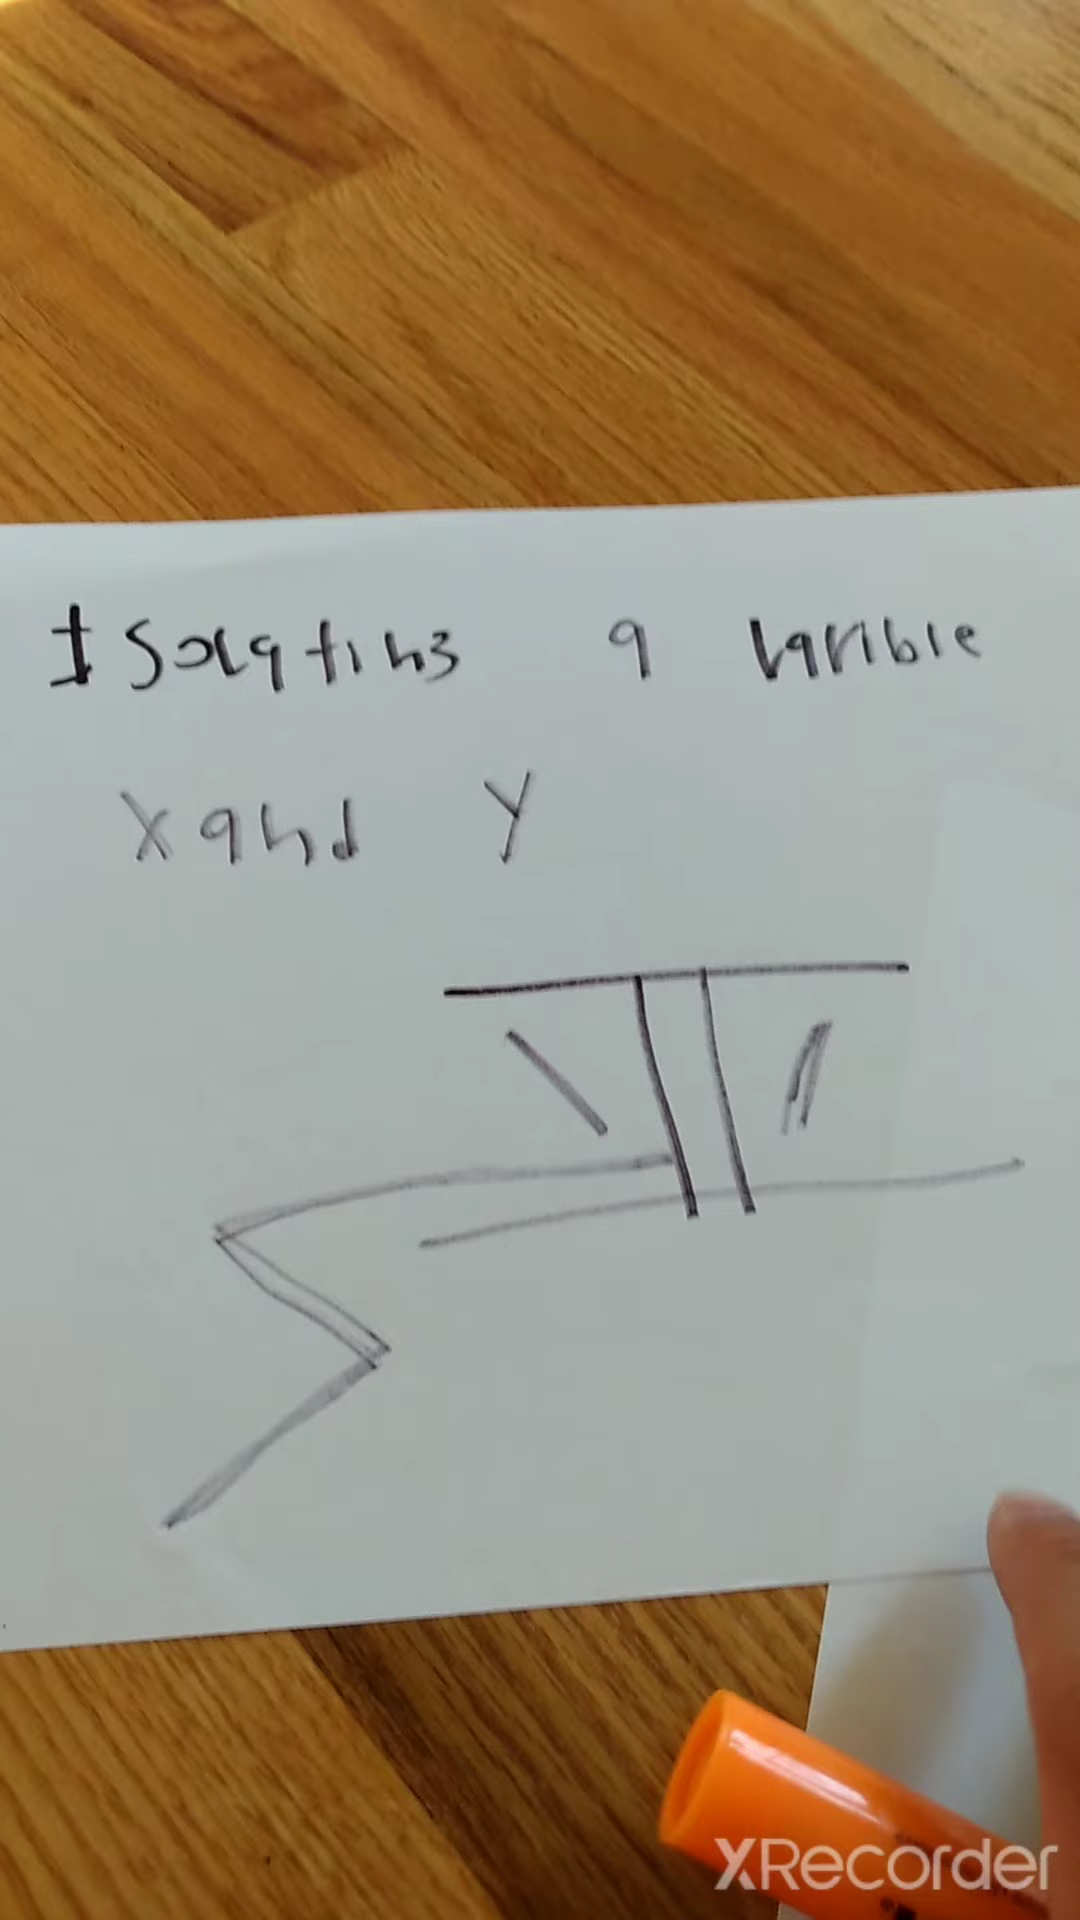 Isolating a varible
X and Y
XRecorder